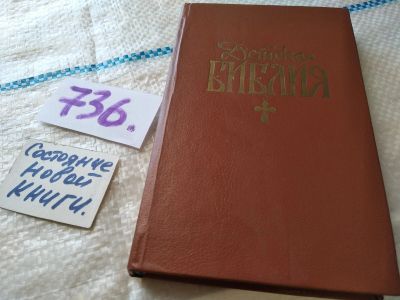 Детская
БИБЛИЯ
736.
Состояние
новой
книги.